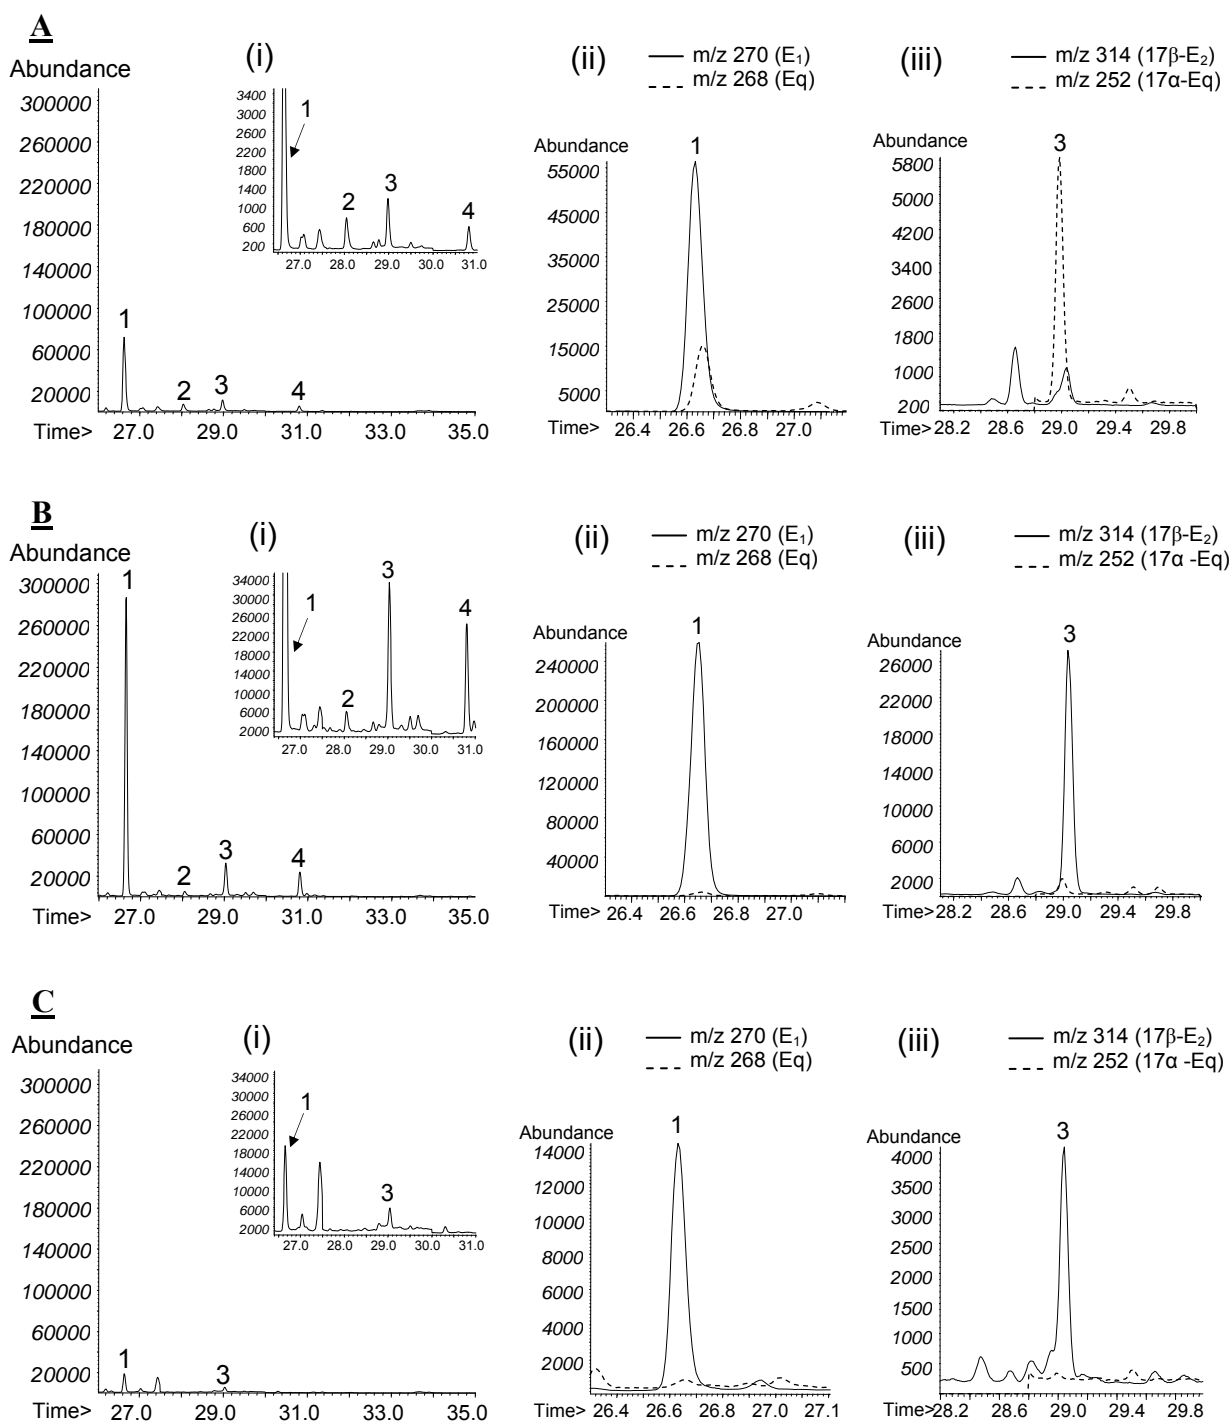 A
Abundance
300000
260000
220000
180000
140000
100000
60000
20000
1
2
3
4
Time> 27.0 29.0 31.0 33.0 35.0
(i)
3400
3000
2600
2200
1800
1400
1000
600
200
1
2
3
4
27.0 28.0 29.0 30.0 31.0
(ii)
m/z 270 (E1)
m/z 268 (Eq)
Abundance
55000
45000
35000
25000
15000
5000
1
Time> 26.4 26.6 26.8 27.0
(iii)
m/z 314 (17β-E2)
m/z 252 (17α-Eq)
Abundance
5800
5000
4200
3400
2600
1800
1000
200
3
Time> 28.2 28.6 29.0 29.4 29.8
B
Abundance
300000
260000
220000
180000
140000
100000
60000
20000
1
2
3
4
Time> 27.0 29.0 31.0 33.0 35.0
(i)
34000
30000
26000
22000
18000
14000
10000
6000
2000
1
2
3
4
27.0 28.0 29.0 30.0 31.0
(ii)
m/z 270 (E1)
m/z 268 (Eq)
Abundance
240000
200000
160000
120000
80000
40000
1
Time> 26.4 26.6 26.8 27.0
(iii)
m/z 314 (17β-E2)
m/z 252 (17α -Eq)
Abundance
26000
22000
18000
14000
10000
6000
2000
3
Time> 28.2 28.6 29.0 29.4 29.8
C
Abundance
300000
260000
220000
180000
140000
100000
60000
20000
1
3
Time> 27.0 29.0 31.0 33.0 35.0
(i)
34000
30000
26000
22000
18000
14000
10000
6000
2000
1
3
27.0 28.0 29.0 30.0 31.0
(ii)
m/z 270 (E1)
m/z 268 (Eq)
Abundance
14000
12000
10000
8000
6000
4000
2000
1
Time> 26.4 26.6 26.7 27.0 27.1
(iii)
m/z 314 (17β-E2)
m/z 252 (17α -Eq)
Abundance
4000
3500
3000
2500
2000
1500
1000
500
3
Time> 28.2 28.6 29.0 29.4 29.8